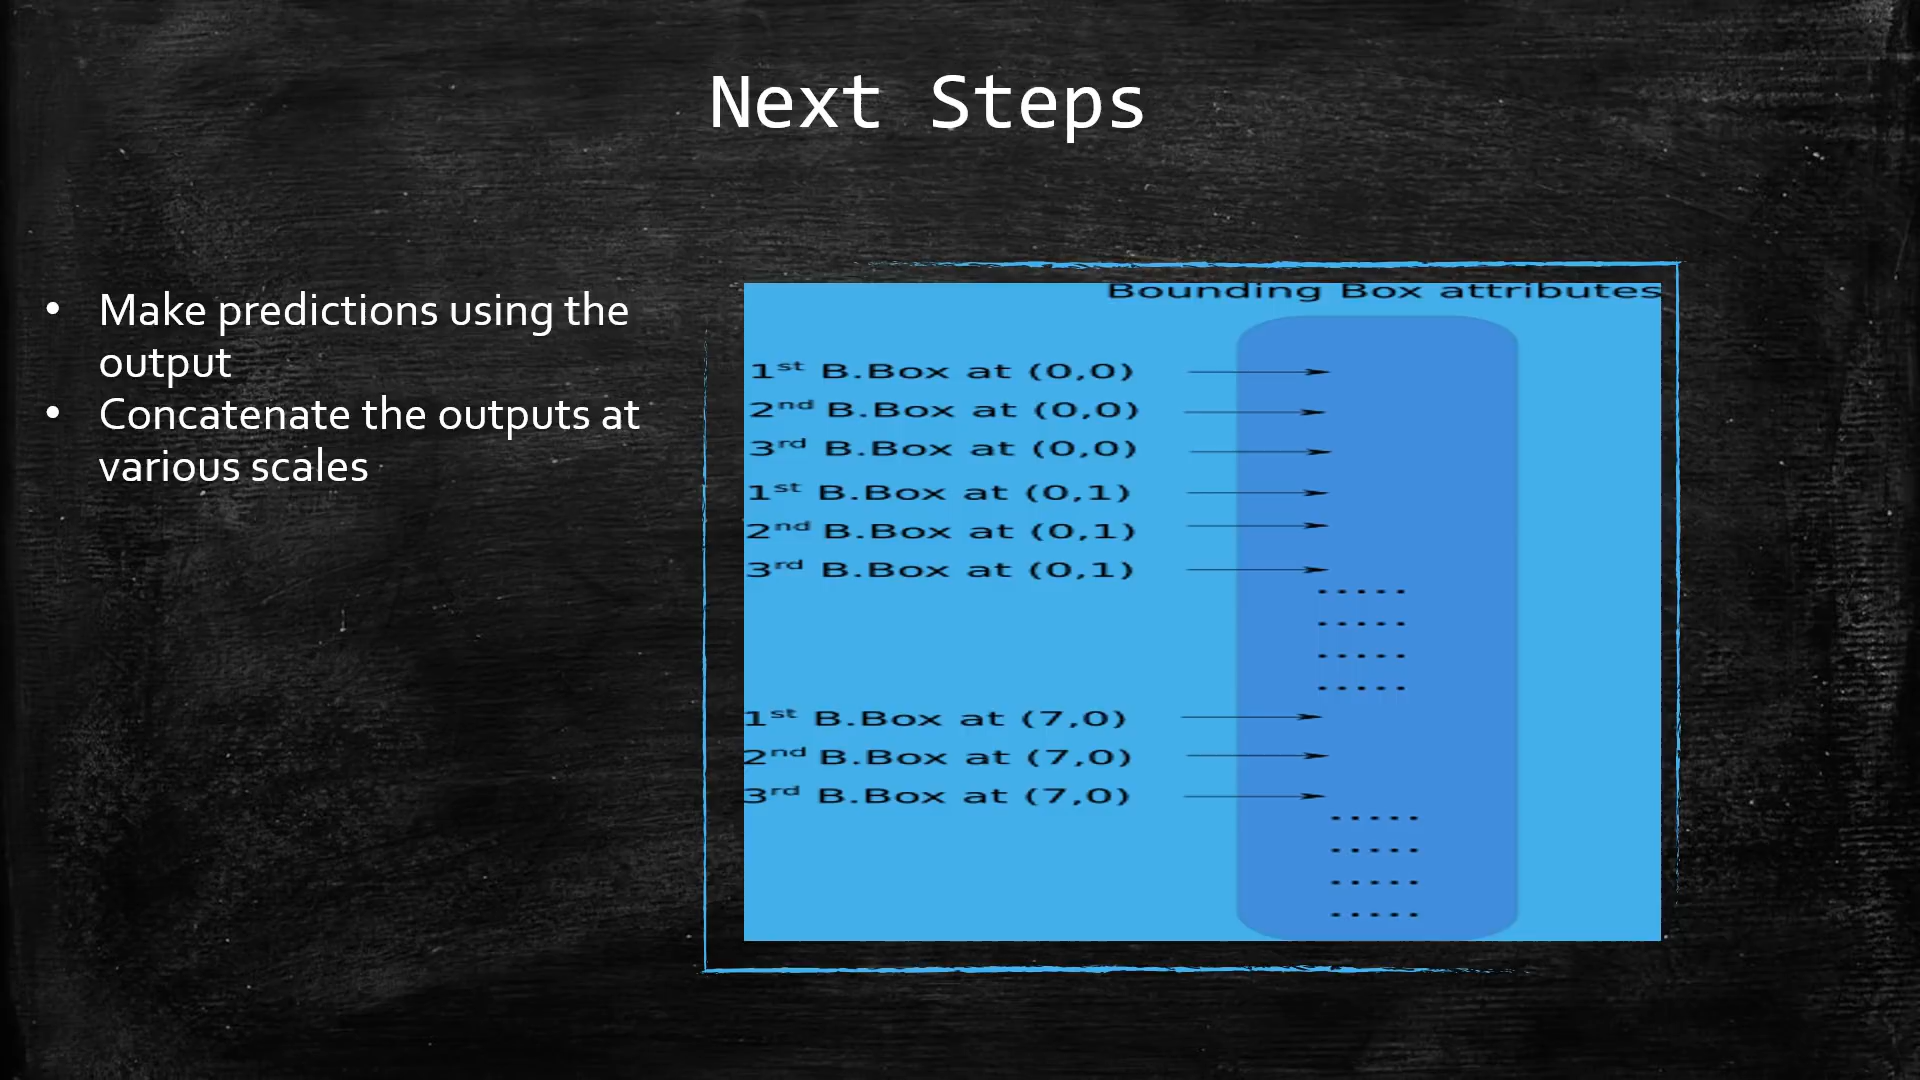 Next Steps
• Make predictions using the
output
• Concatenate the outputs at
various scales
Bounding Box attributes
1st B.Box at (0,0)
2nd B.Box at (0,0)
3rd B.Box at (0,0)
1st B.Box at (0,1)
2nd B.Box at (0,1)
3rd B.Box at (0,1)
.....
.....
.....
.....
1st B.Box at (7,0)
2nd B.Box at (7,0)
3rd B.Box at (7,0)
.....
.....
.....
.....